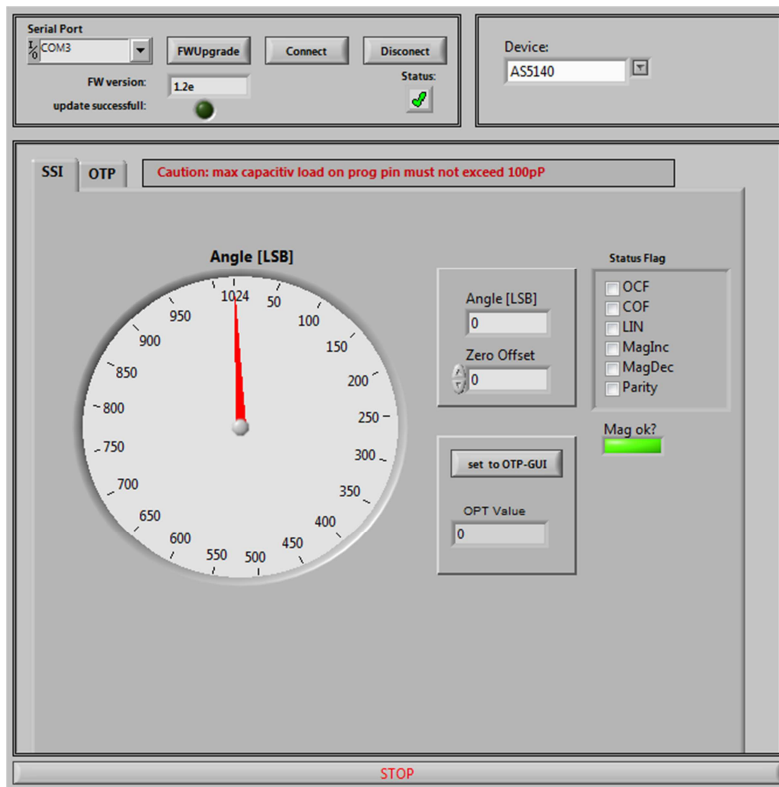 Serial Port
I/O COM3
FWUpgrade
Connect
Disconect
FW version:
1.2e
Status:
update successfull:
Device:
AS5140
SSI
OTP
Caution: max capacitiv load on prog pin must not exceed 100pP
Angle [LSB]
1024
50
100
150
200
250
300
350
400
450
500
550
600
650
700
750
800
850
900
950
Angle [LSB]
0
Zero Offset
0
set to OTP-GUI
OPT Value
0
Status Flag
OCF
COF
LIN
MagInc
MagDec
Parity
Mag ok?
STOP